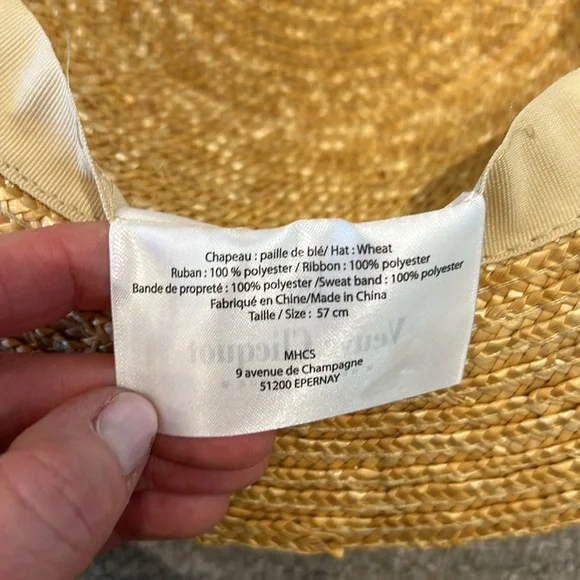 Chapeau : paille de blé/ Hat : Wheat
Ruban : 100 % polyester / Ribbon : 100% polyester
Bande de propreté : 100% polyester /Sweat band : 100% polyester
Fabriqué en Chine/Made in China
Taille / Size : 57 cm
Veuve Clicquot
MHCS
9 avenue de Champagne
51200 EPERNAY